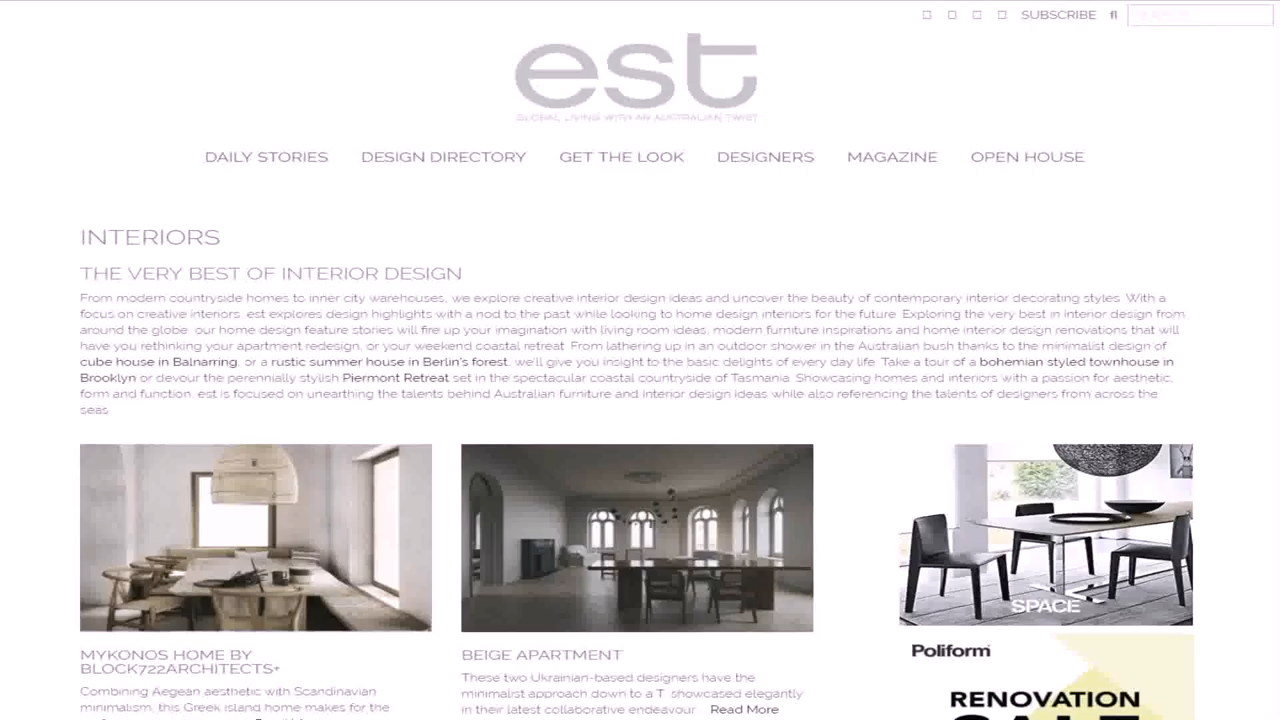 SUBSCRIBE
est
GLOBAL LIVING WITH AN AUSTRALIAN TWIST
DAILY STORIES DESIGN DIRECTORY GET THE LOOK DESIGNERS MAGAZINE OPEN HOUSE
INTERIORS
THE VERY BEST OF INTERIOR DESIGN
From modern countryside homes to inner city warehouses, we explore creative interior design ideas and uncover the beauty of contemporary interior decorating styles. With a
focus on creative interiors, est explores design highlights with a nod to the past while looking to home design interiors for the future. Exploring the very best in interior design from
around the globe, our home design feature stories will fire up your imagination with living room ideas, modern furniture inspirations and home interior design renovations that will
have you rethinking your apartment redesign, or your weekend coastal retreat. From lathering up in an outdoor shower in the Australian bush thanks to the minimalist design of
cube house in Balnarring, or a rustic summer house in Berlin's forest, we'll give you insight to the basic delights of every day life. Take a tour of a bohemian styled townhouse in
Brooklyn or devour the perennially stylish Piermont Retreat set in the spectacular coastal countryside of Tasmania. Showcasing homes and interiors with a passion for aesthetic,
form and function, est is focused on unearthing the talents behind Australian furniture and interior design ideas while also referencing the talents of designers from across the
seas.
SPACE
MYKONOS HOME BY
BLOCK722ARCHITECTS+
Combining Aegean aesthetic with Scandinavian
minimalism, this Greek island home makes for the
BEIGE APARTMENT
These two Ukrainian-based designers have the
minimalist approach down to a T, showcased elegantly
in their latest collaborative endeavour. Read More
Poliform
RENOVATION